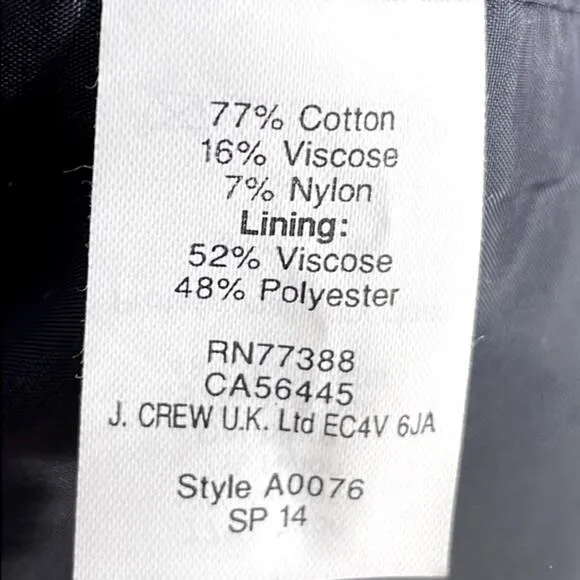 77% Cotton
16% Viscose
7% Nylon
Lining:
52% Viscose
48% Polyester
RN77388
CA56445
J. CREW U.K. Ltd EC4V 6JA
Style A0076
SP 14